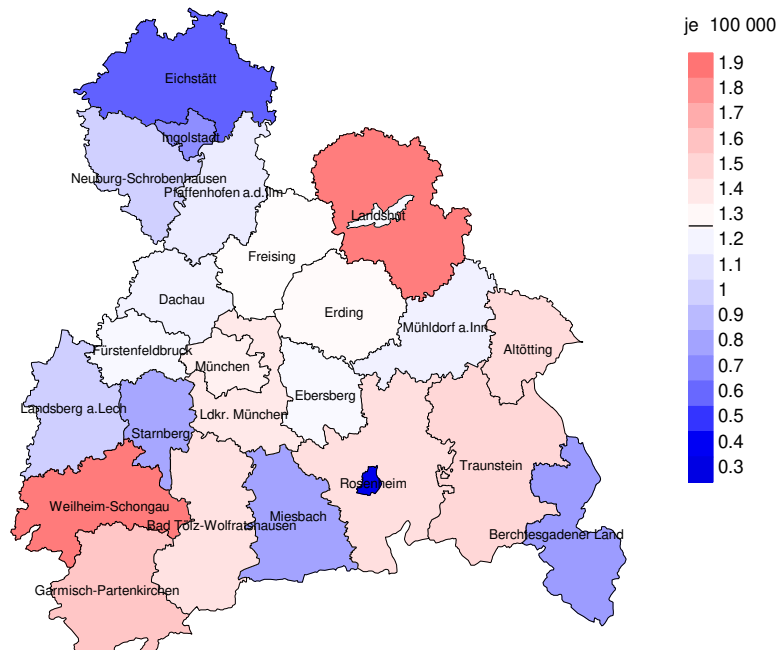 je 100 000
1.9
1.8
1.7
1.6
1.5
1.4
1.3
1.2
1.1
1
0.9
0.8
0.7
0.6
0.5
0.4
0.3
Eichstätt
Ingolstadt
Neuburg-Schrobenhausen
Pfaffenhofen a.d.Ilm
Landshut
Freising
Dachau
Erding
Mühldorf a.Inn
Altötting
Fürstenfeldbruck
München
Ebersberg
Landsberg a.Lech
Ldkr. München
Starnberg
Traunstein
Rosenheim
Weilheim-Schongau
Miesbach
Bad Tölz-Wolfratshausen
Berchtesgadener Land
Garmisch-Partenkirchen